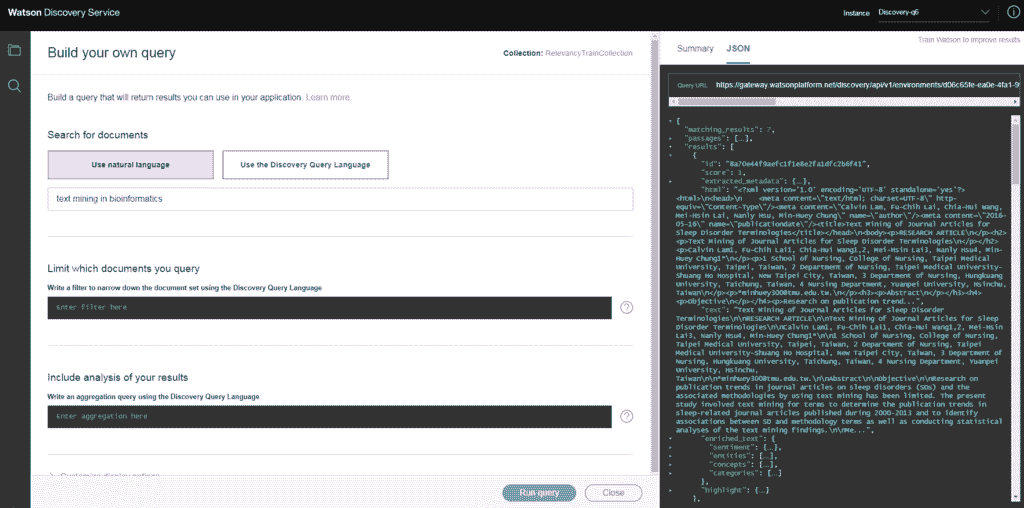 Watson Discovery Service
Instance Discovery-q6
Build your own query
Collection: RelevancyTrainCollection
Build a query that will return results you can use in your application. Learn more.
Search for documents
Use natural language
Use the Discovery Query Language
text mining in bioinformatics
Limit which documents you query
Write a filter to narrow down the document set using the Discovery Query Language
Enter filter here
Include analysis of your results
Write an aggregation query using the Discovery Query Language
Enter aggregation here
Customize display options
Run query
Close
Train Watson to improve results
Summary
JSON
Query URL https://gateway.watsonplatform.net/discovery/api/v1/environments/d06c65fe-ea0e-4fa1-9
{
"matching_results": 7,
"passages": […],
"results": [
{
"id": "8a70e44f9aefc1f1e8e2fa1dfc2b6f41",
"score": 1,
"extracted_metadata": {…},
"html": "<?xml version='1.0' encoding='UTF-8' standalone='yes'?>
<html>\n<head>\n <meta content=\"text/html; charset=UTF-8\" http-
equiv=\"Content-Type\"/><meta content=\"Calvin Lam, Fu-Chih Lai, Chia-Hui Wang,
Mei-Hsin Lai, Nanly Hsu, Min-Huey Chung\" name=\"author\"/><meta content=\"2016-
05-16\" name=\"publicationdate\"/><title>Text Mining of Journal Articles for
Sleep Disorder Terminologies</title></head>\n<body><p>RESEARCH ARTICLE\n</p><h2>
<p>Text Mining of Journal Articles for Sleep Disorder Terminologies\n</p></h2>
<p>Calvin Lam1, Fu-Chih Lai1, Chia-Hui Wang1,2, Mei-Hsin Lai3, Nanly Hsu4, Min-Huey
Chung1*\n</p><p>1 School of Nursing, College of Nursing, Taipei Medical
University, Taipei, Taiwan, 2 Department of Nursing, Taipei Medical University-
Shuang Ho Hospital, New Taipei City, Taiwan, 3 Department of Nursing, Hungkuang
University, Taichung, Taiwan, 4 Nursing Department, Yuanpei University, Hsinchu,
Taiwan\n</p><p>*minhuey300@tmu.edu.tw.\n</p></h3><h3><p>Abstract\n</p></h3><h4>
<p>Objective\n</p></h4><p>Research on publication trend...",
"text": "Text Mining of Journal Articles for Sleep Disorder
Terminologies\n\nRESEARCH ARTICLE\n\nText Mining of Journal Articles for Sleep
Disorder Terminologies\n\nCalvin Lam1, Fu-Chih Lai1, Chia-Hui Wang1,2, Mei-Hsin
Lai3, Nanly Hsu4, Min-Huey Chung1*\n\n1 School of Nursing, College of Nursing,
Taipei Medical University, Taipei, Taiwan, 2 Department of Nursing, Taipei
Medical University-Shuang Ho Hospital, New Taipei City, Taiwan, 3 Department of
Nursing, Hungkuang University, Taichung, Taiwan, 4 Nursing Department, Yuanpei
University, Hsinchu,
Taiwan\n\n*minhuey300@tmu.edu.tw.\n\nAbstract\n\nObjective\n\nResearch on
publication trends in journal articles on sleep disorders (SDs) and the
associated methodologies by using text mining has been limited. The present
study involved text mining for terms to determine the publication trends in
sleep-related journal articles published during 2000-2013 and to identify
associations between SD and methodology terms as well as conducting statistical
analyses of the text mining findings.\n\nMe...",
"enriched_text": {
"sentiment": {…},
"entities": […],
"concepts": […],
"categories": […]
},
"highlight": {…}
},